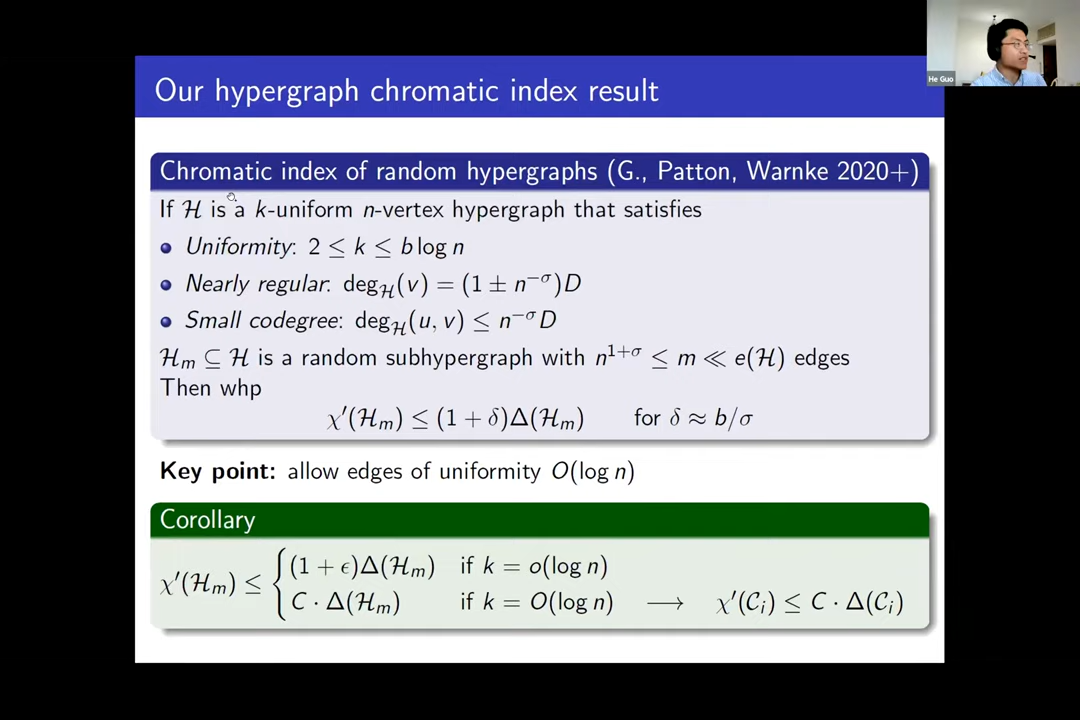 He Guo
Our hypergraph chromatic index result
Chromatic index of random hypergraphs (G., Patton, Warnke 2020+)
If ℋ is a k-uniform n-vertex hypergraph that satisfies
Uniformity: 2 ≤ k ≤ b log n
Nearly regular: deg_ℋ(v) = (1 ± n^{−σ})D
Small codegree: deg_ℋ(u, v) ≤ n^{−σ}D
ℋ_m ⊆ ℋ is a random subhypergraph with n^{1+σ} ≤ m ≪ e(ℋ) edges
Then whp
χ′(ℋ_m) ≤ (1 + δ)Δ(ℋ_m) for δ ≈ b/σ
Key point: allow edges of uniformity O(log n)
Corollary
χ′(ℋ_m) ≤ { (1 + ϵ)Δ(ℋ_m) if k = o(log n)
C · Δ(ℋ_m) if k = O(log n) ⟶ χ′(𝒞_i) ≤ C · Δ(𝒞_i)